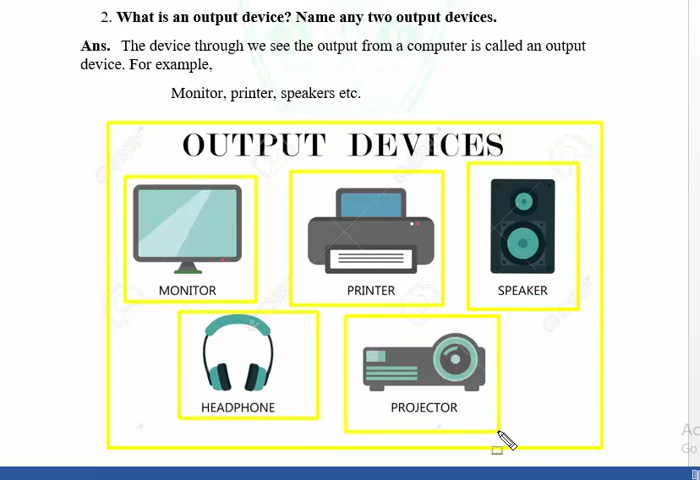 2. What is an output device? Name any two output devices.
Ans. The device through we see the output from a computer is called an output
device. For example,
Monitor, printer, speakers etc.
OUTPUT DEVICES
MONITOR
PRINTER
SPEAKER
HEADPHONE
PROJECTOR
Go